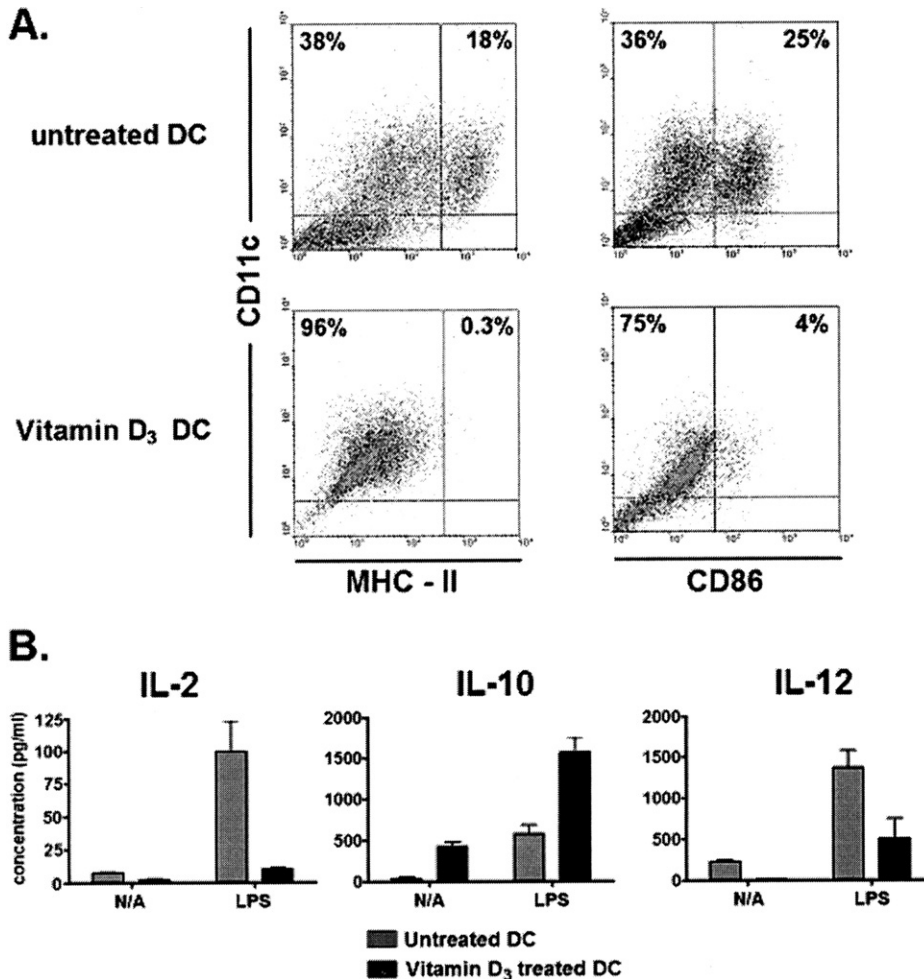 A.
38% 18%
36% 25%
untreated DC
CD11c
96% 0.3%
75% 4%
Vitamin D₃ DC
MHC - II
CD86
B.
IL-2
IL-10
IL-12
concentration (pg/ml)
125
100
75
50
25
0
N/A LPS
2000
1500
1000
500
0
N/A LPS
2000
1500
1000
500
0
N/A LPS
Untreated DC
Vitamin D₃ treated DC